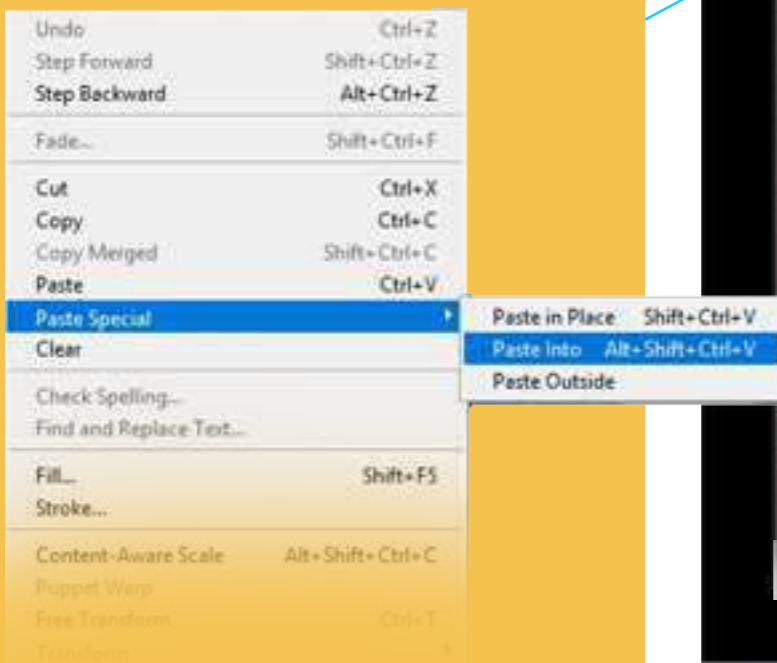 Undo Ctrl+Z
Step Forward Shift+Ctrl+Z
Step Backward Alt+Ctrl+Z
Fade... Shift+Ctrl+F
Cut Ctrl+X
Copy Ctrl+C
Copy Merged Shift+Ctrl+C
Paste Ctrl+V
Paste Special
Paste in Place Shift+Ctrl+V
Paste Into Alt+Shift+Ctrl+V
Paste Outside
Clear
Check Spelling...
Find and Replace Text...
Fill... Shift+F5
Stroke...
Content-Aware Scale Alt+Shift+Ctrl+C
Puppet Warp
Free Transform Ctrl+T
Transform